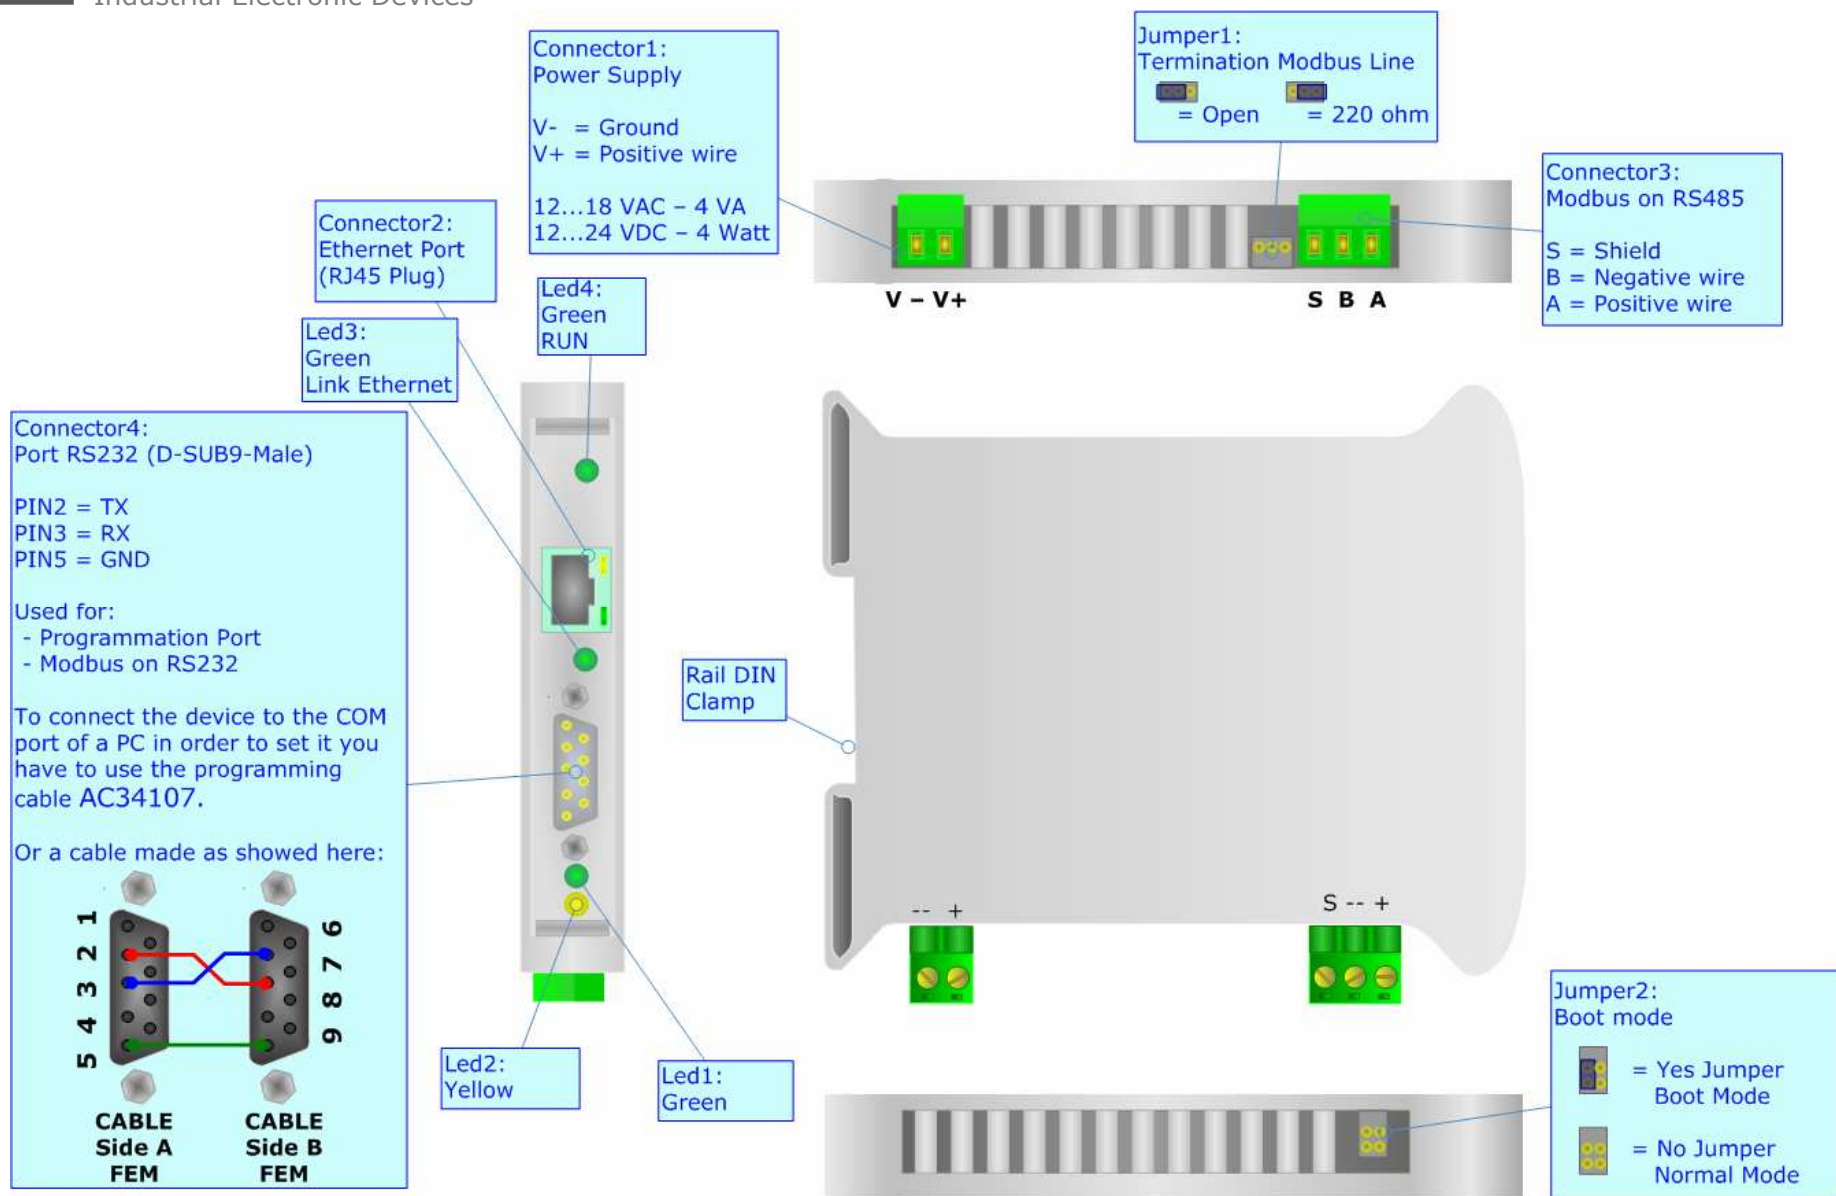 Industrial Electronic Devices
Connector1:
Power Supply
V- = Ground
V+ = Positive wire
12...18 VAC – 4 VA
12...24 VDC – 4 Watt
Jumper1:
Termination Modbus Line
= Open = 220 ohm
Connector3:
Modbus on RS485
S = Shield
B = Negative wire
A = Positive wire
V – V+
S B A
Connector2:
Ethernet Port
(RJ45 Plug)
Led4:
Green
RUN
Led3:
Green
Link Ethernet
Connector4:
Port RS232 (D-SUB9-Male)
PIN2 = TX
PIN3 = RX
PIN5 = GND
Used for:
- Programmation Port
- Modbus on RS232
To connect the device to the COM
port of a PC in order to set it you
have to use the programming
cable AC34107.
Or a cable made as showed here:
1
2
3
4
5
6
7
8
9
CABLE
Side A
FEM
CABLE
Side B
FEM
Rail DIN
Clamp
-- +
S -- +
Led2:
Yellow
Led1:
Green
Jumper2:
Boot mode
= Yes Jumper
Boot Mode
= No Jumper
Normal Mode